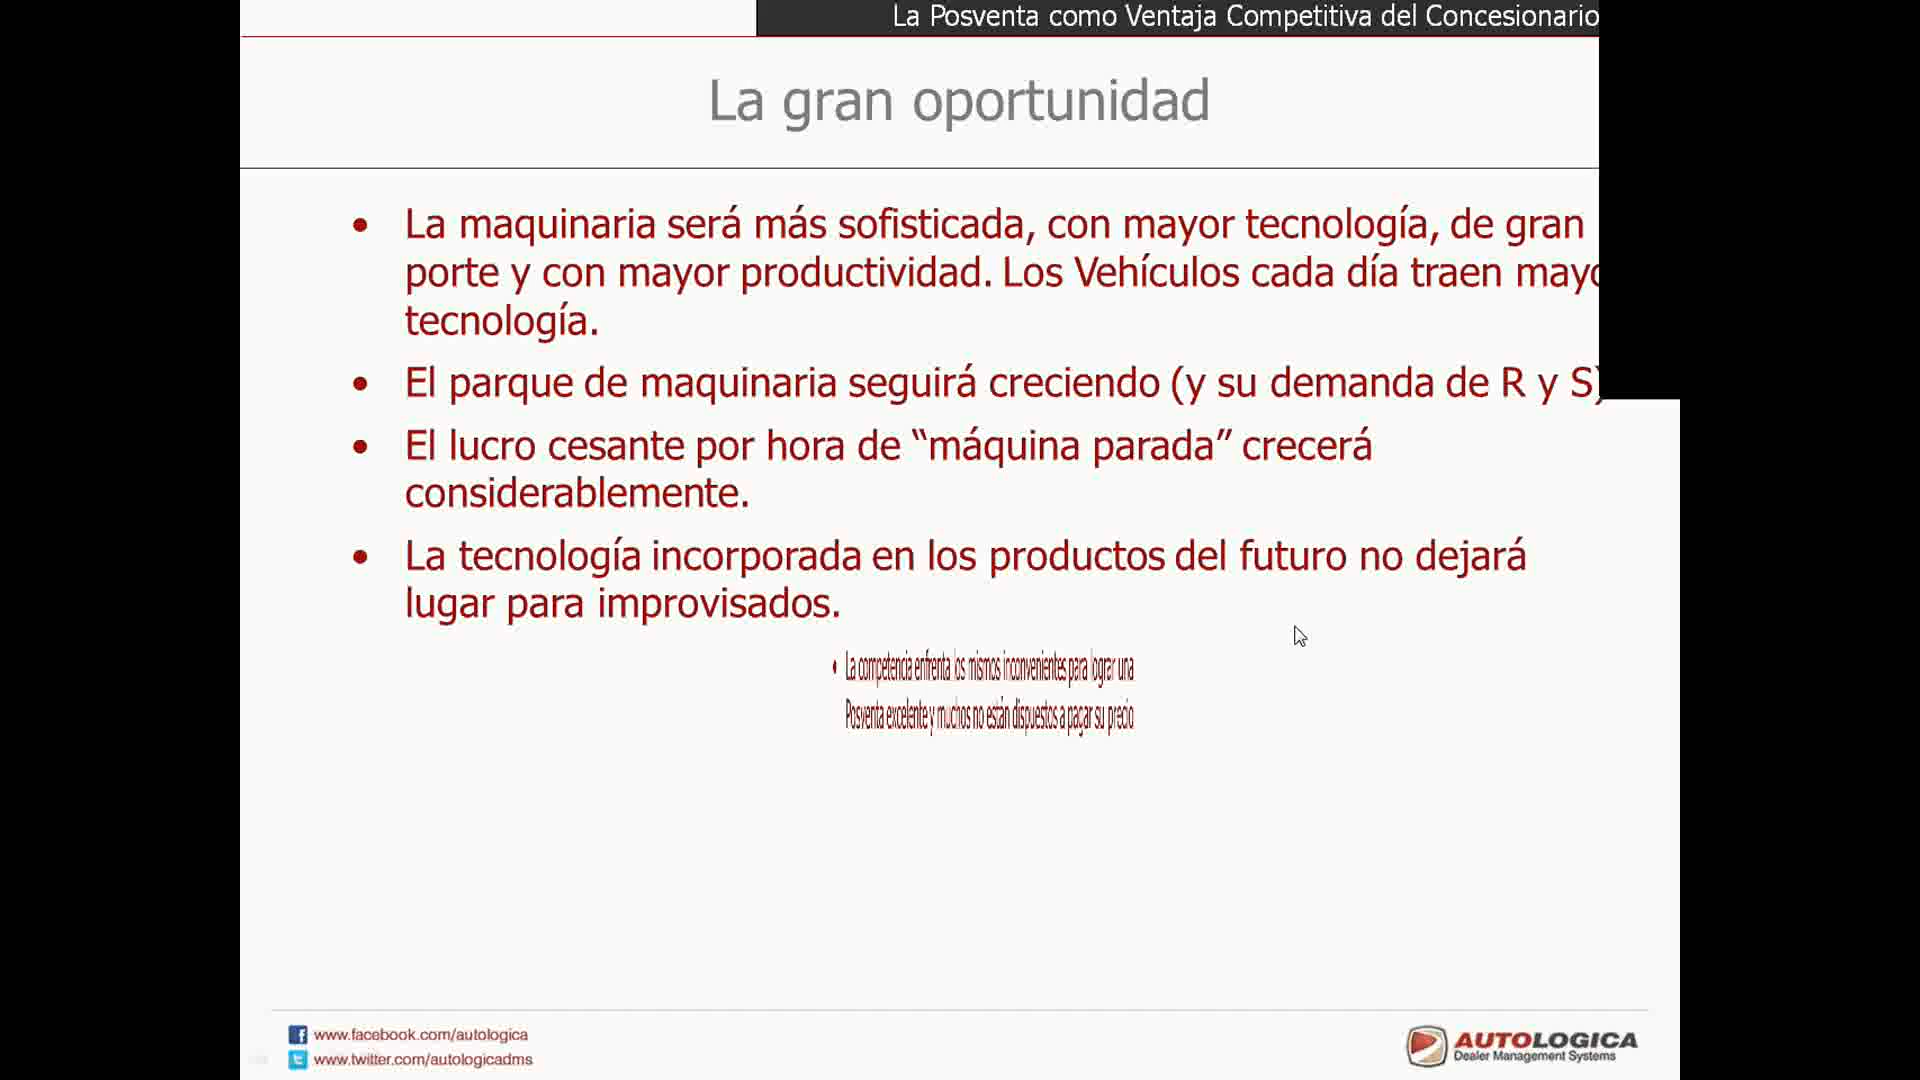 La Posventa como Ventaja Competitiva del Concesionario
La gran oportunidad
• La maquinaria será más sofisticada, con mayor tecnología, de gran
porte y con mayor productividad. Los Vehículos cada día traen
tecnología.
• El parque de maquinaria seguirá creciendo (y su demanda de R y S)
• El lucro cesante por hora de “máquina parada” crecerá
considerablemente.
• La tecnología incorporada en los productos del futuro no dejará
lugar para improvisados.
• La competencia enfrenta los mismos inconvenientes para lograr una
Posventa excelente y muchos no están dispuestos a pagar su precio
www.facebook.com/autologica
www.twitter.com/autologicadms
AUTOLOGICA
Dealer Management Systems